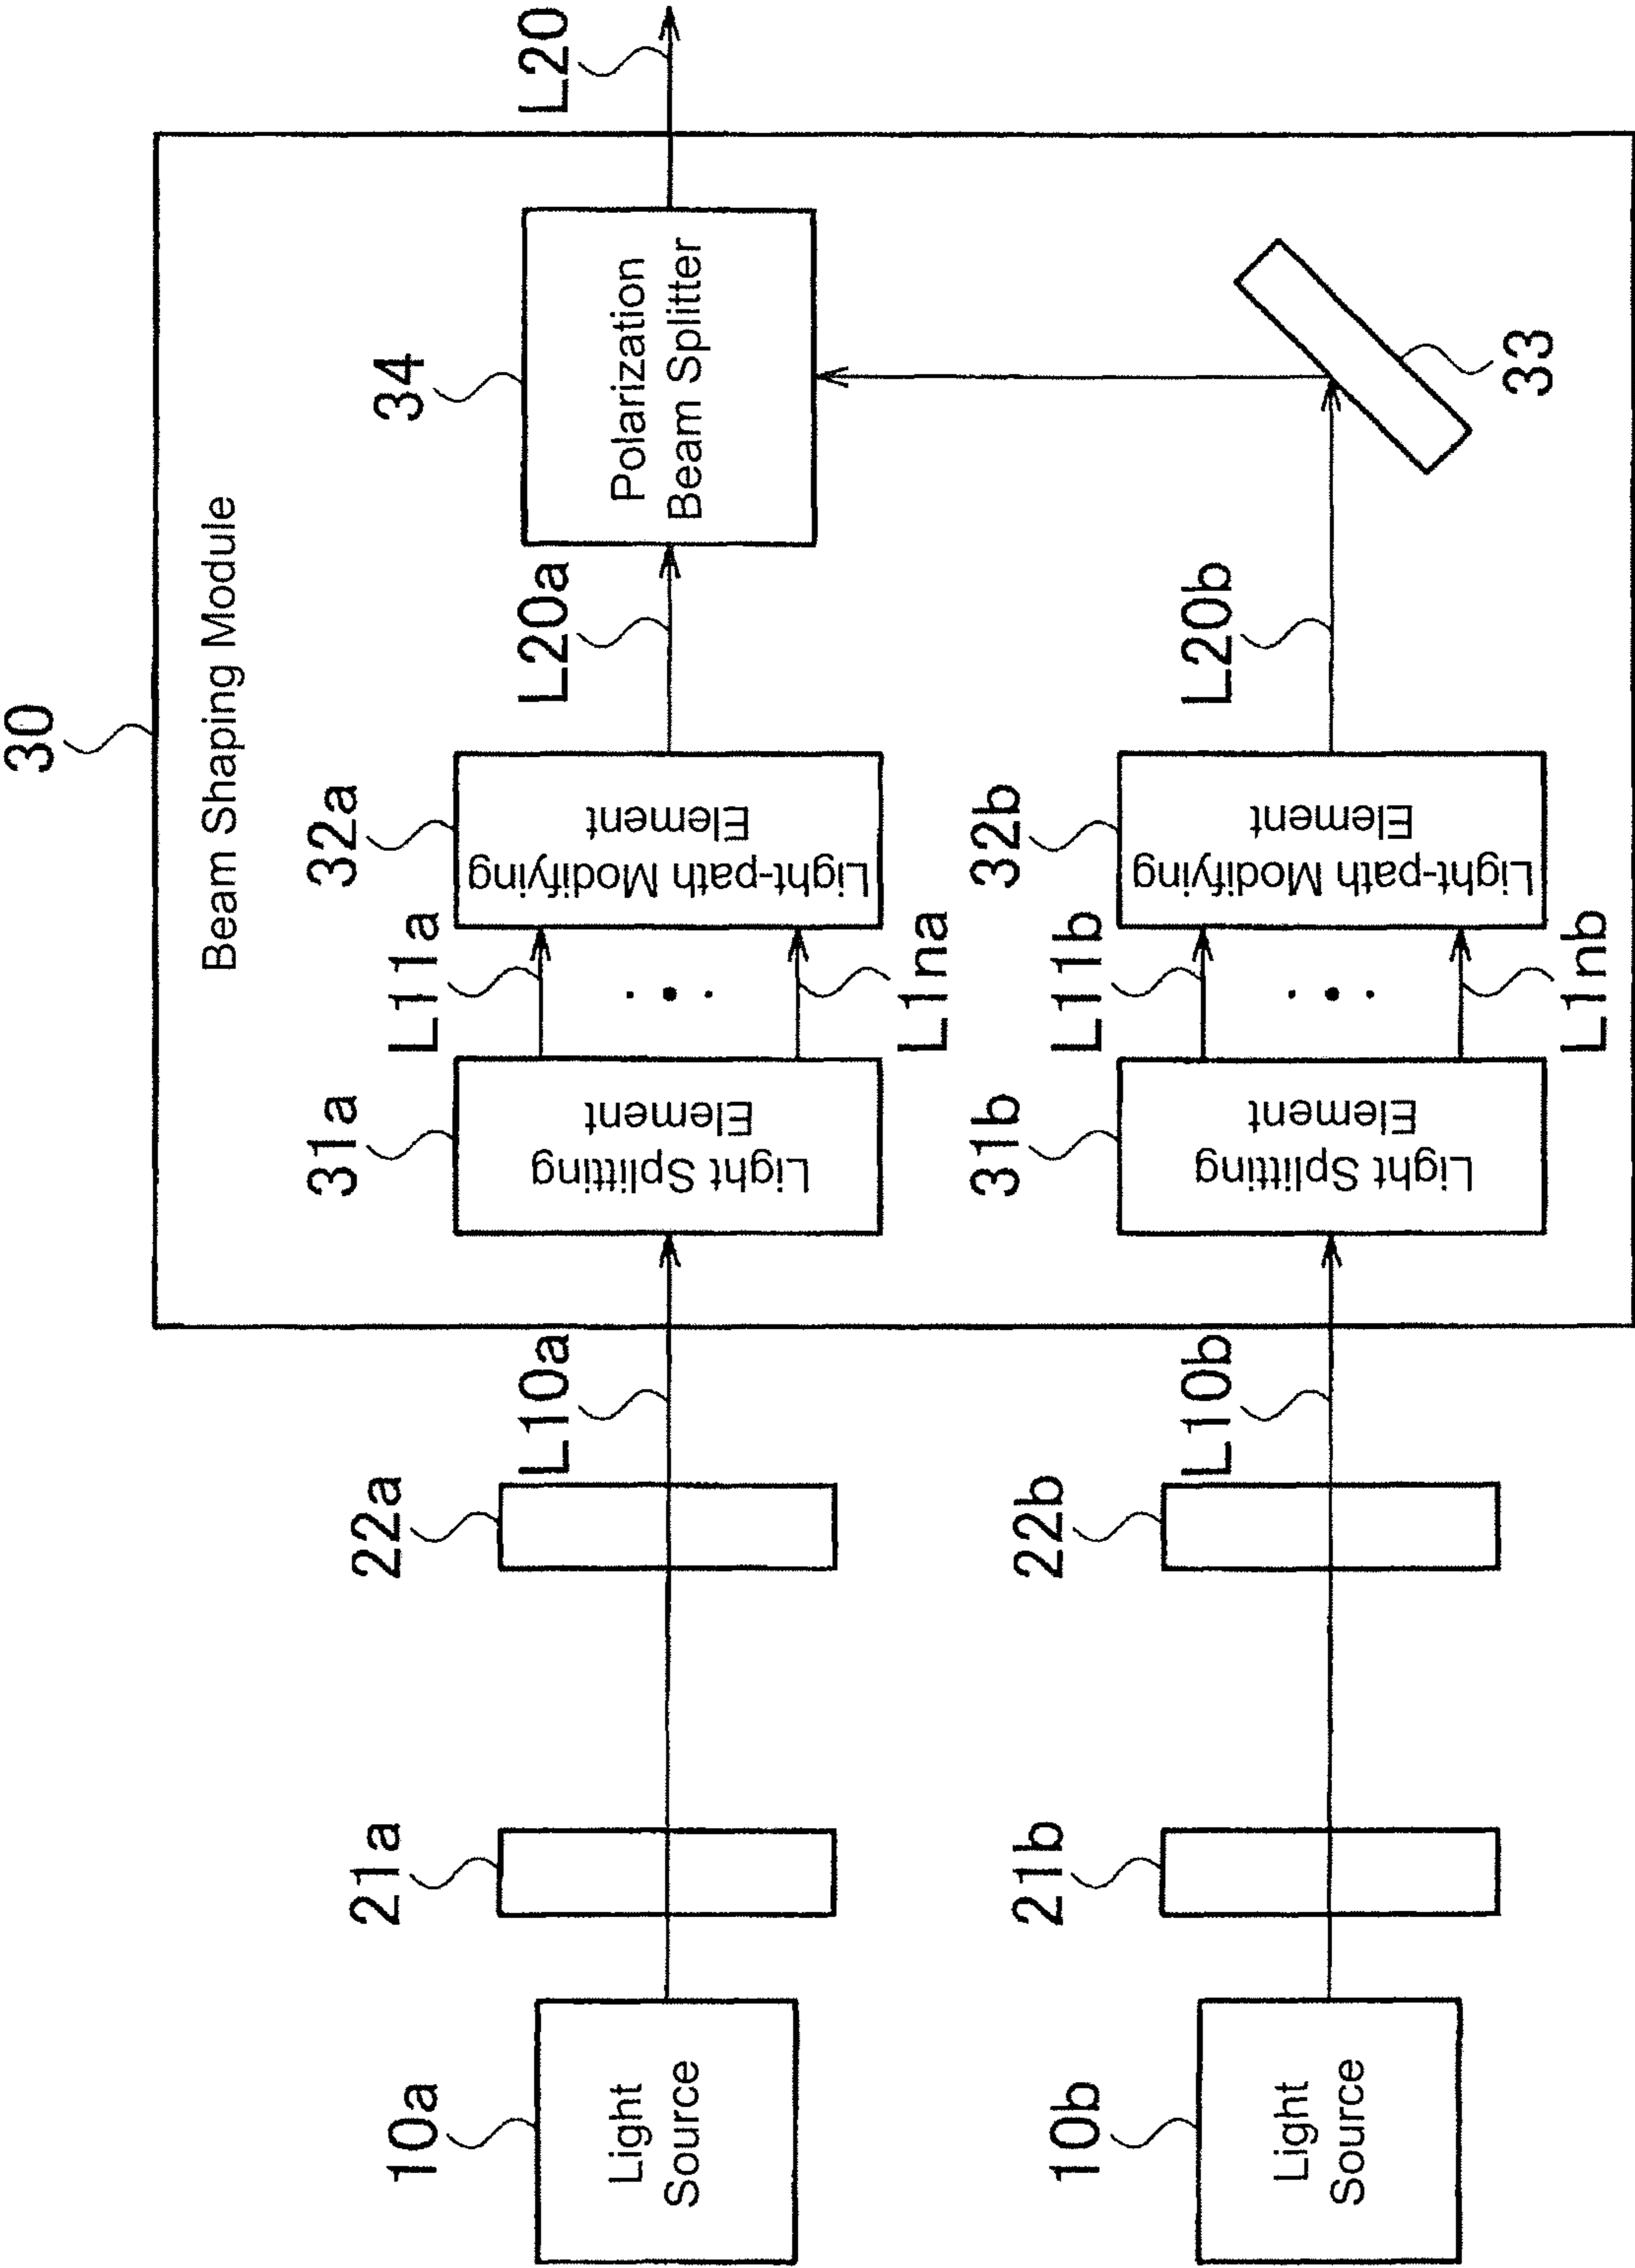 30
Beam Shaping Module
10a
Light
Source
21a
22a
L10a
31a
Light Splitting
Element
L11a
L1na
32a
Light-path Modifying
Element
L20a
34
Polarization
Beam Splitter
L20
10b
Light
Source
21b
22b
L10b
31b
Light Splitting
Element
L11b
L1nb
32b
Light-path Modifying
Element
L20b
33